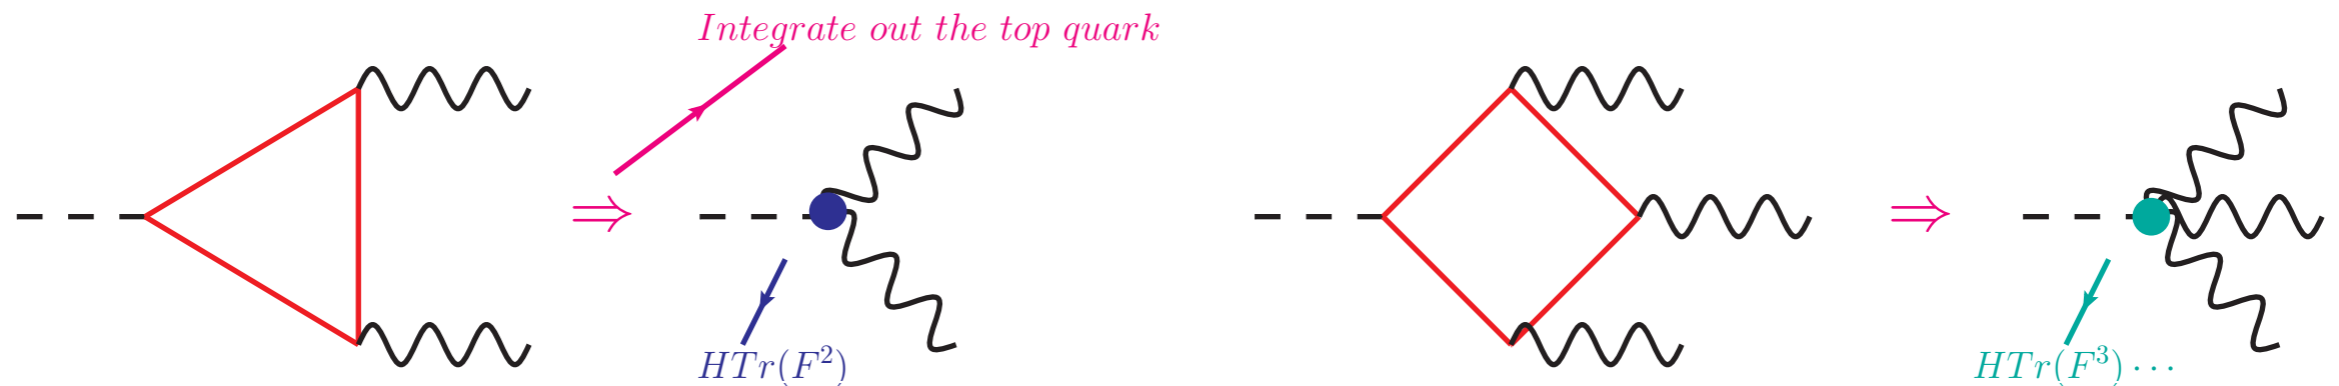 Integrate out the top quark
⇒
⇒
HTr(F²)
HTr(F³) ⋯